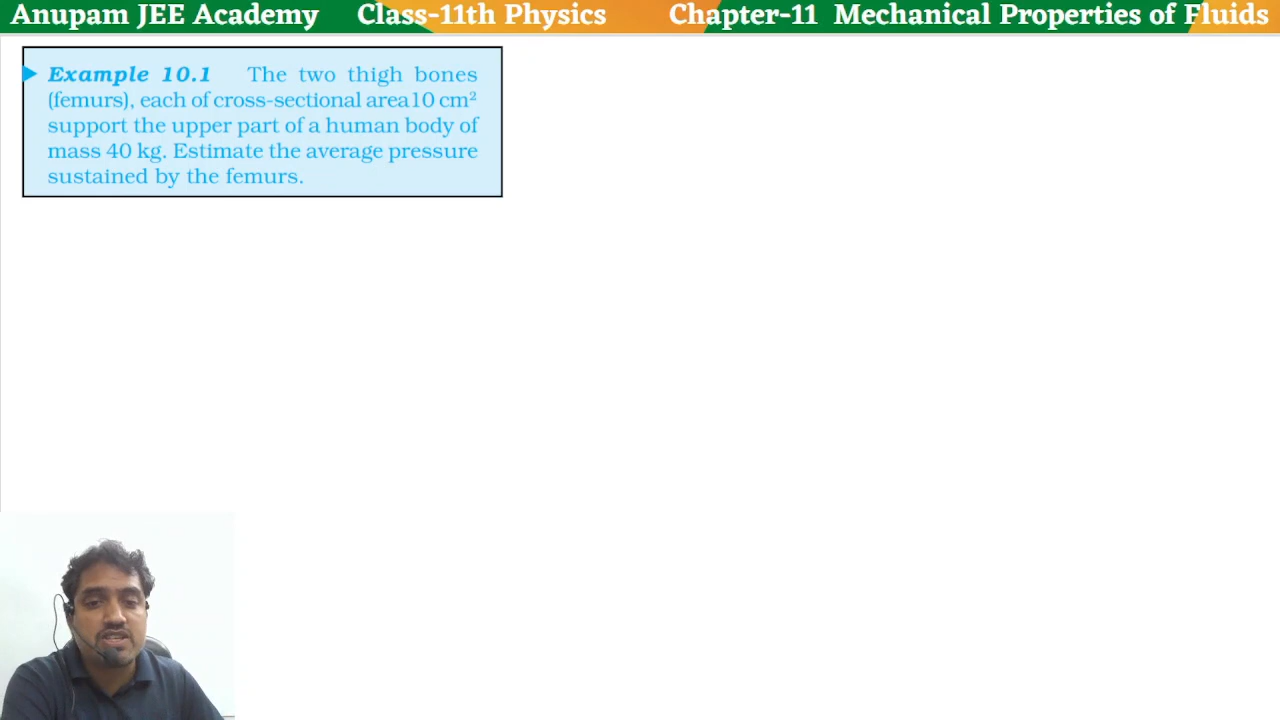 Anupam JEE Academy Class-11th Physics Chapter-11 Mechanical Properties of Fluids
Example 10.1 The two thigh bones
(femurs), each of cross-sectional area10 cm²
support the upper part of a human body of
mass 40 kg. Estimate the average pressure
sustained by the femurs.